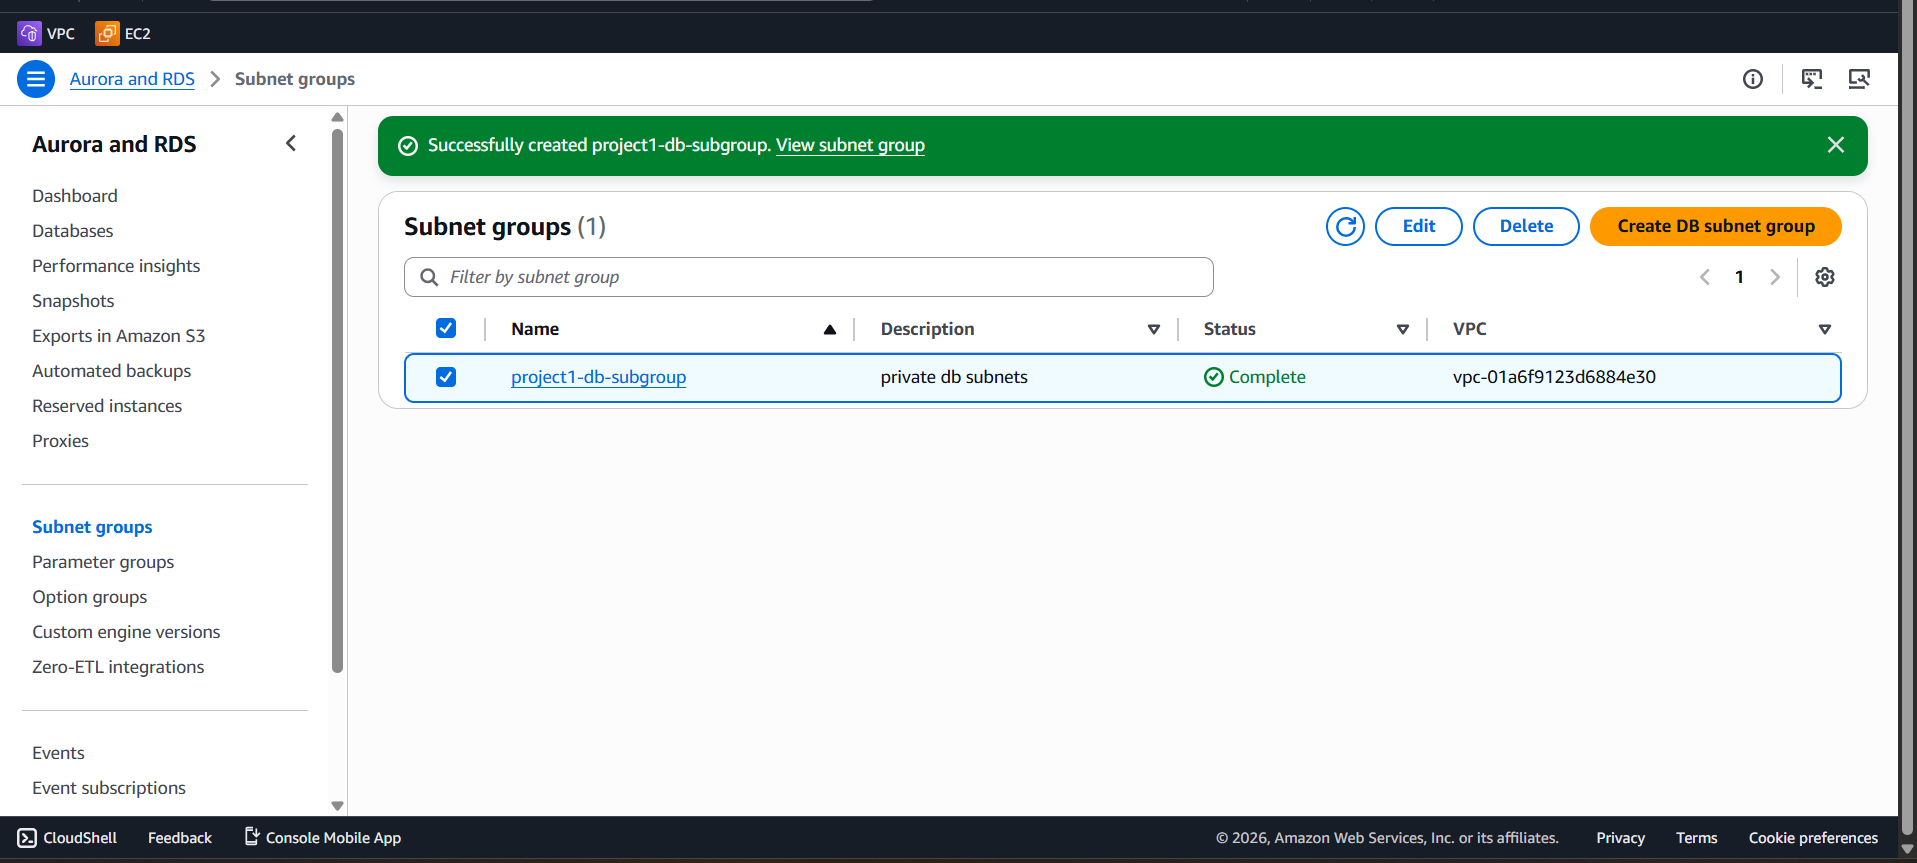 VPC EC2
Aurora and RDS > Subnet groups
Aurora and RDS
Dashboard
Databases
Performance insights
Snapshots
Exports in Amazon S3
Automated backups
Reserved instances
Proxies
Subnet groups
Parameter groups
Option groups
Custom engine versions
Zero-ETL integrations
Events
Event subscriptions
Successfully created project1-db-subgroup. View subnet group
Subnet groups (1)
Edit Delete Create DB subnet group
Filter by subnet group
1
Name Description Status VPC
project1-db-subgroup private db subnets Complete vpc-01a6f9123d6884e30
CloudShell Feedback Console Mobile App © 2026, Amazon Web Services, Inc. or its affiliates. Privacy Terms Cookie preferences